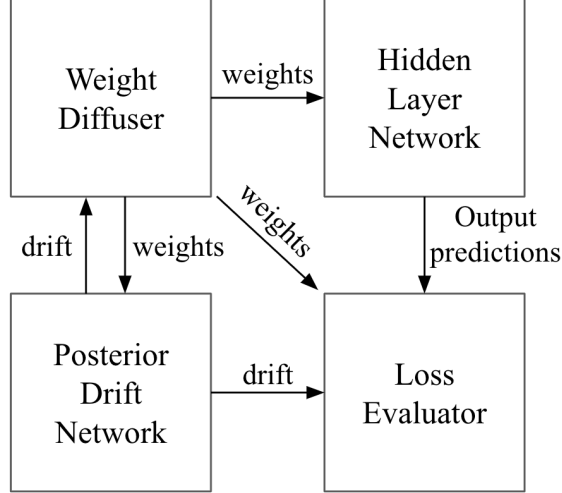 Weight
Diffuser
weights
Hidden
Layer
Network
drift
weights
weights
Output
predictions
Posterior
Drift
Network
drift
Loss
Evaluator